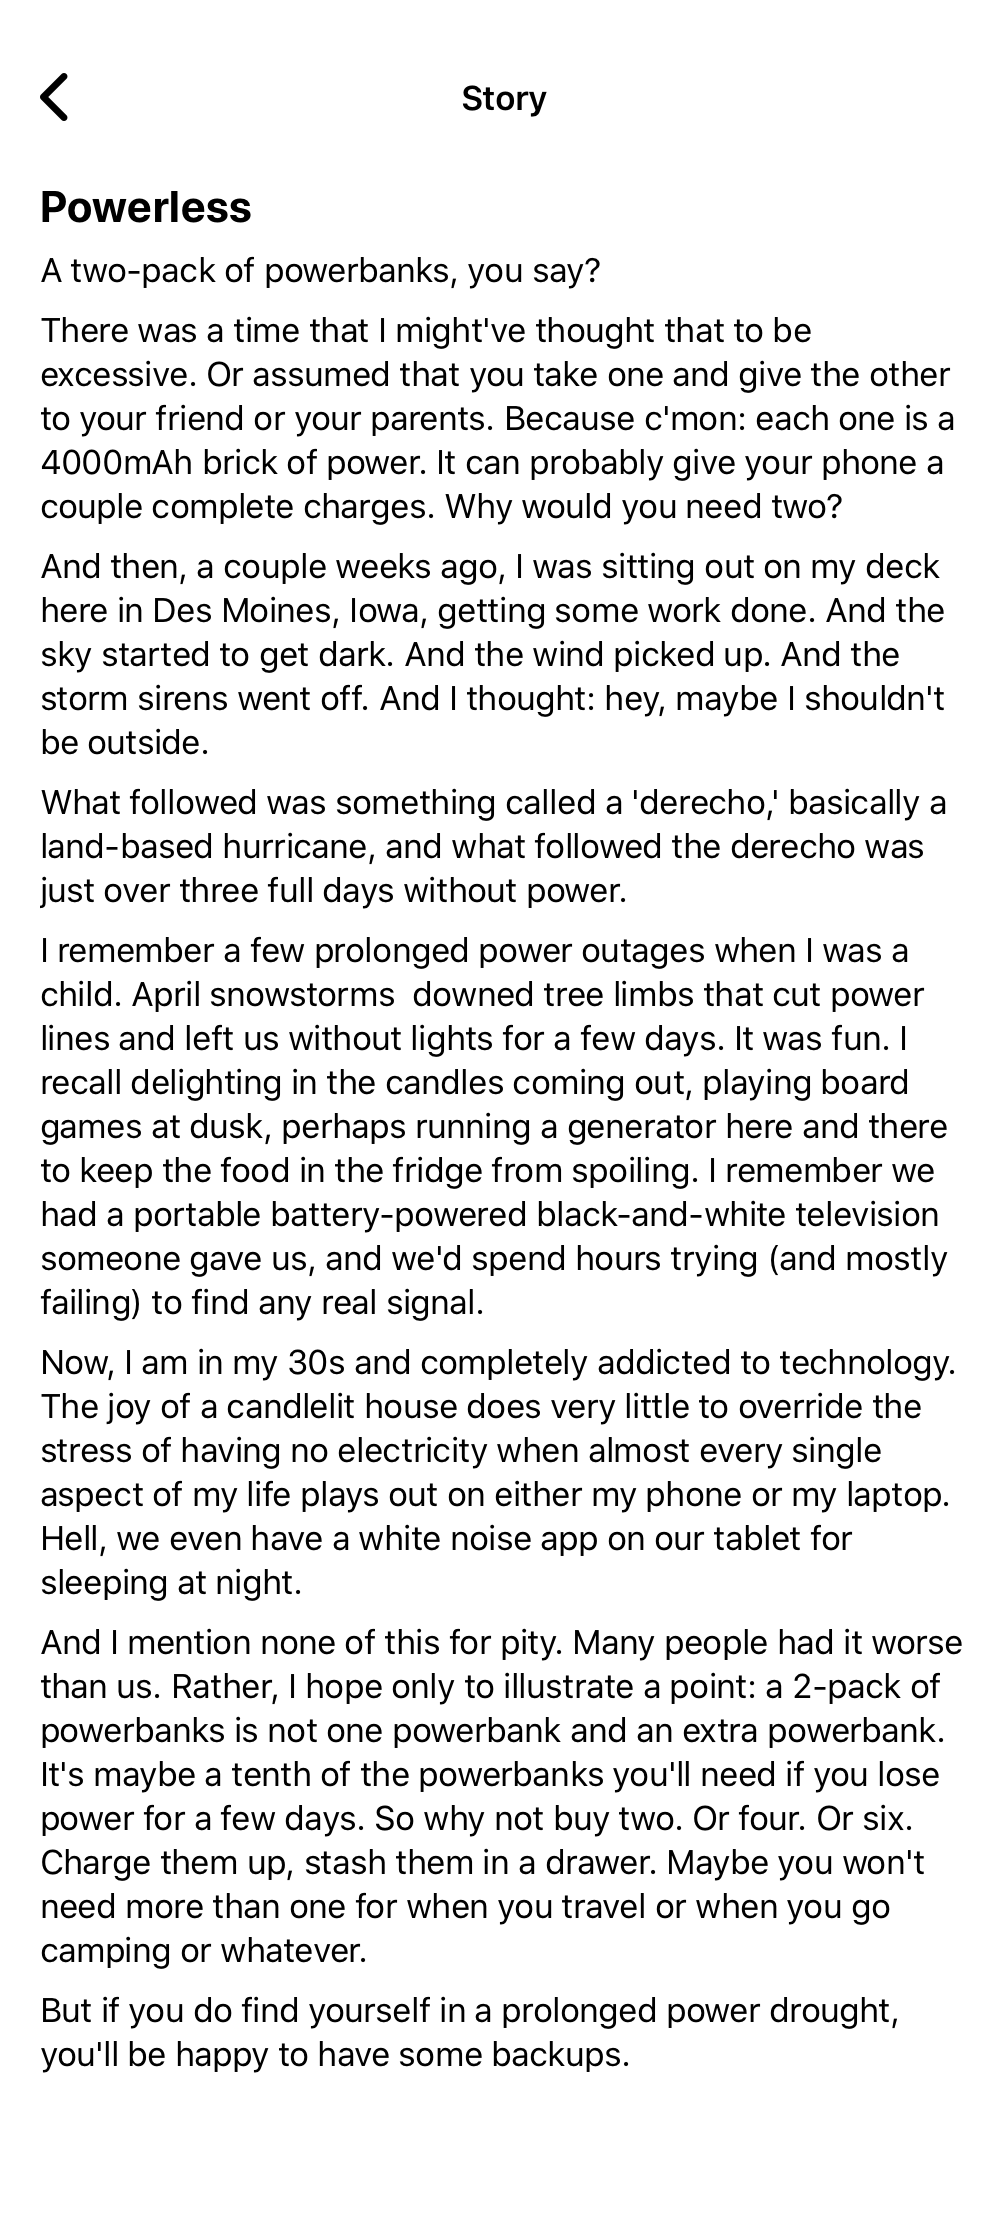 Story
Powerless
A two-pack of powerbanks, you say?
There was a time that I might've thought that to be
excessive. Or assumed that you take one and give the other
to your friend or your parents. Because c'mon: each one is a
4000mAh brick of power. It can probably give your phone a
couple complete charges. Why would you need two?
And then, a couple weeks ago, I was sitting out on my deck
here in Des Moines, Iowa, getting some work done. And the
sky started to get dark. And the wind picked up. And the
storm sirens went off. And I thought: hey, maybe I shouldn't
be outside.
What followed was something called a 'derecho,' basically a
land-based hurricane, and what followed the derecho was
just over three full days without power.
I remember a few prolonged power outages when I was a
child. April snowstorms  downed tree limbs that cut power
lines and left us without lights for a few days. It was fun. I
recall delighting in the candles coming out, playing board
games at dusk, perhaps running a generator here and there
to keep the food in the fridge from spoiling. I remember we
had a portable battery-powered black-and-white television
someone gave us, and we'd spend hours trying (and mostly
failing) to find any real signal.
Now, I am in my 30s and completely addicted to technology.
The joy of a candlelit house does very little to override the
stress of having no electricity when almost every single
aspect of my life plays out on either my phone or my laptop.
Hell, we even have a white noise app on our tablet for
sleeping at night.
And I mention none of this for pity. Many people had it worse
than us. Rather, I hope only to illustrate a point: a 2-pack of
powerbanks is not one powerbank and an extra powerbank.
It's maybe a tenth of the powerbanks you'll need if you lose
power for a few days. So why not buy two. Or four. Or six.
Charge them up, stash them in a drawer. Maybe you won't
need more than one for when you travel or when you go
camping or whatever.
But if you do find yourself in a prolonged power drought,
you'll be happy to have some backups.